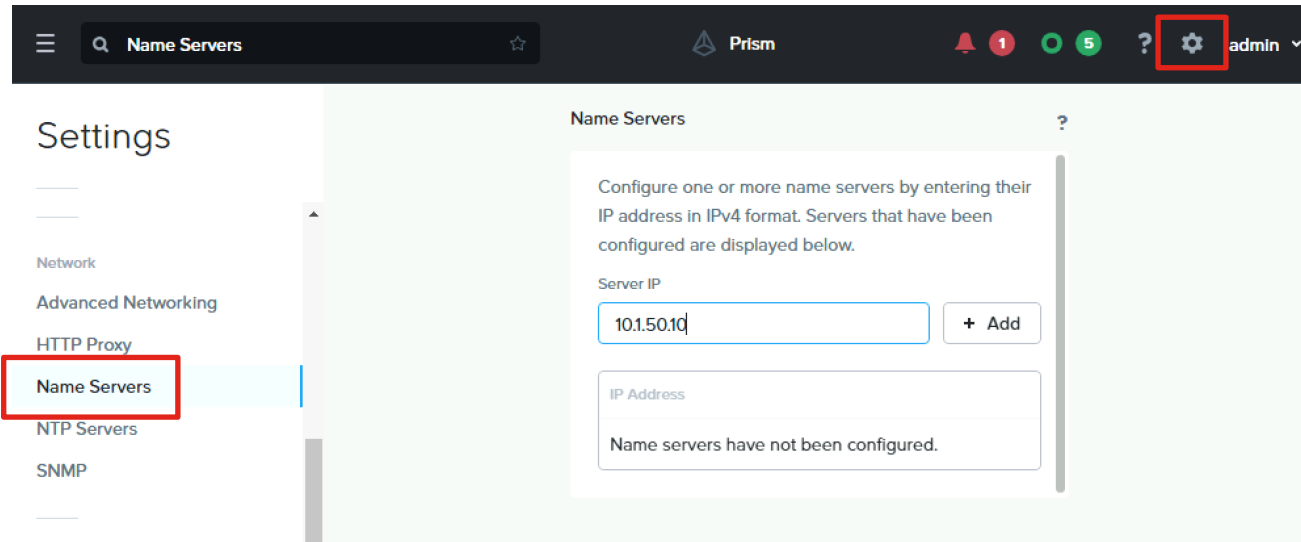 Name Servers
Prism
1
5
?
admin
Settings
Network
Advanced Networking
HTTP Proxy
Name Servers
NTP Servers
SNMP
Name Servers
?
Configure one or more name servers by entering their
IP address in IPv4 format. Servers that have been
configured are displayed below.
Server IP
10.1.50.10
+ Add
IP Address
Name servers have not been configured.